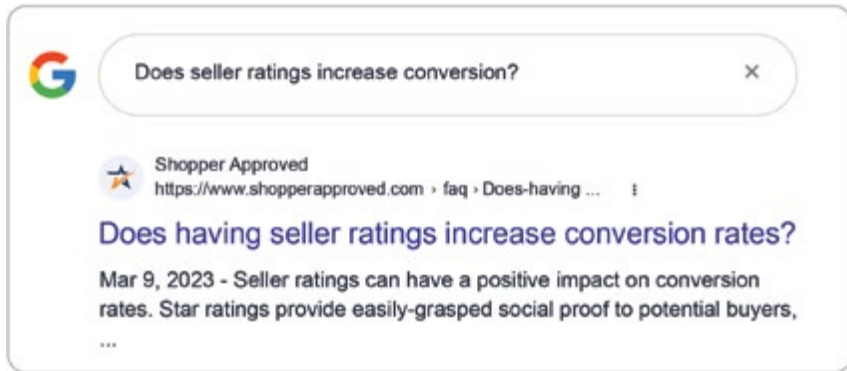 Does seller ratings increase conversion?
Shopper Approved
https://www.shopperapproved.com › faq › Does-having ...
Does having seller ratings increase conversion rates?
Mar 9, 2023 - Seller ratings can have a positive impact on conversion
rates. Star ratings provide easily-grasped social proof to potential buyers,
...